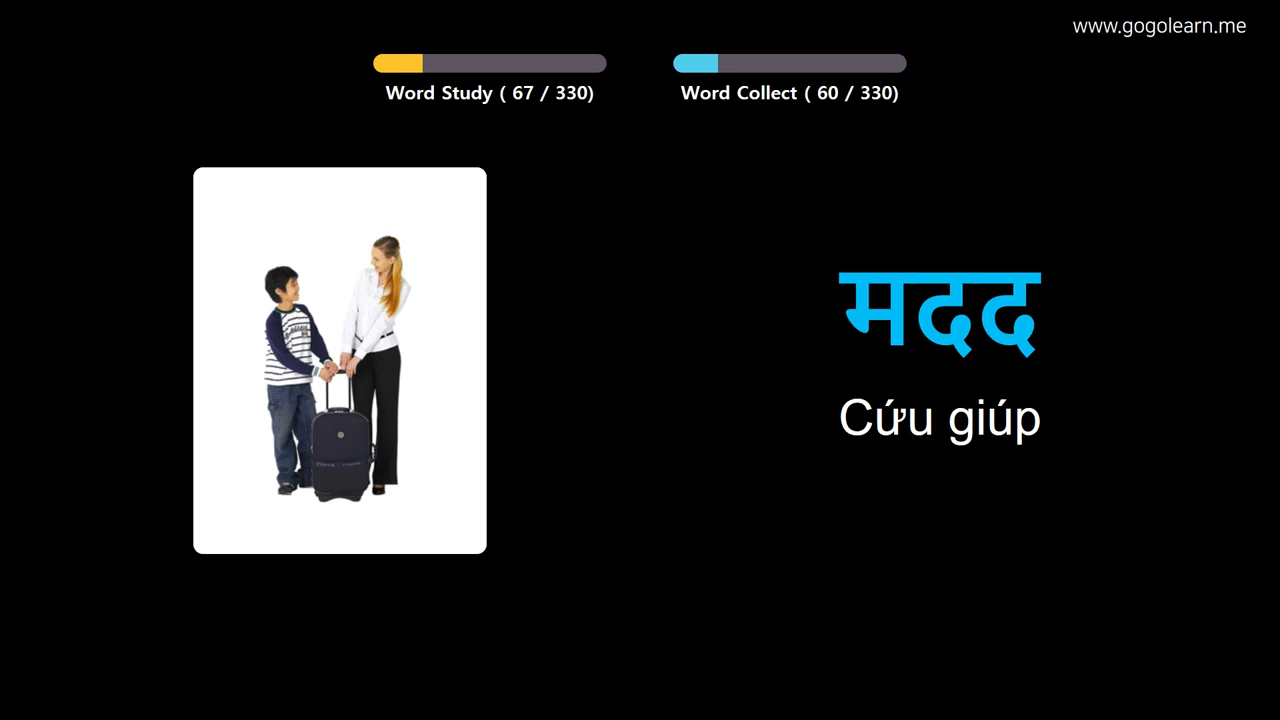 www.gogolearn.me
Word Study ( 67 / 330)
Word Collect ( 60 / 330)
मदद
Cứu giúp